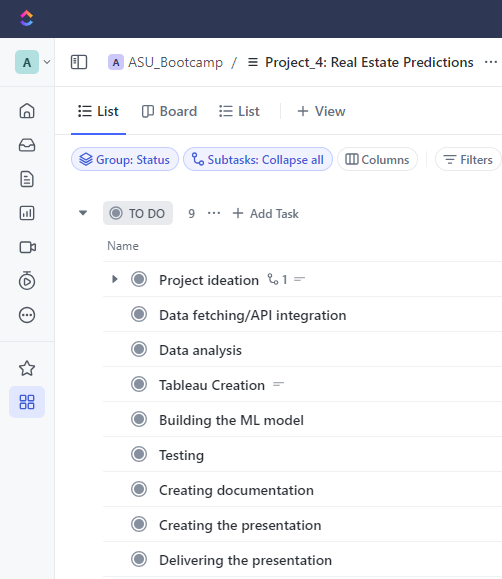 A
A ASU_Bootcamp / Project_4: Real Estate Predictions ...
List Board List + View
Group: Status Subtasks: Collapse all Columns Filters
TO DO 9 ... + Add Task
Name
Project ideation 1
Data fetching/API integration
Data analysis
Tableau Creation
Building the ML model
Testing
Creating documentation
Creating the presentation
Delivering the presentation